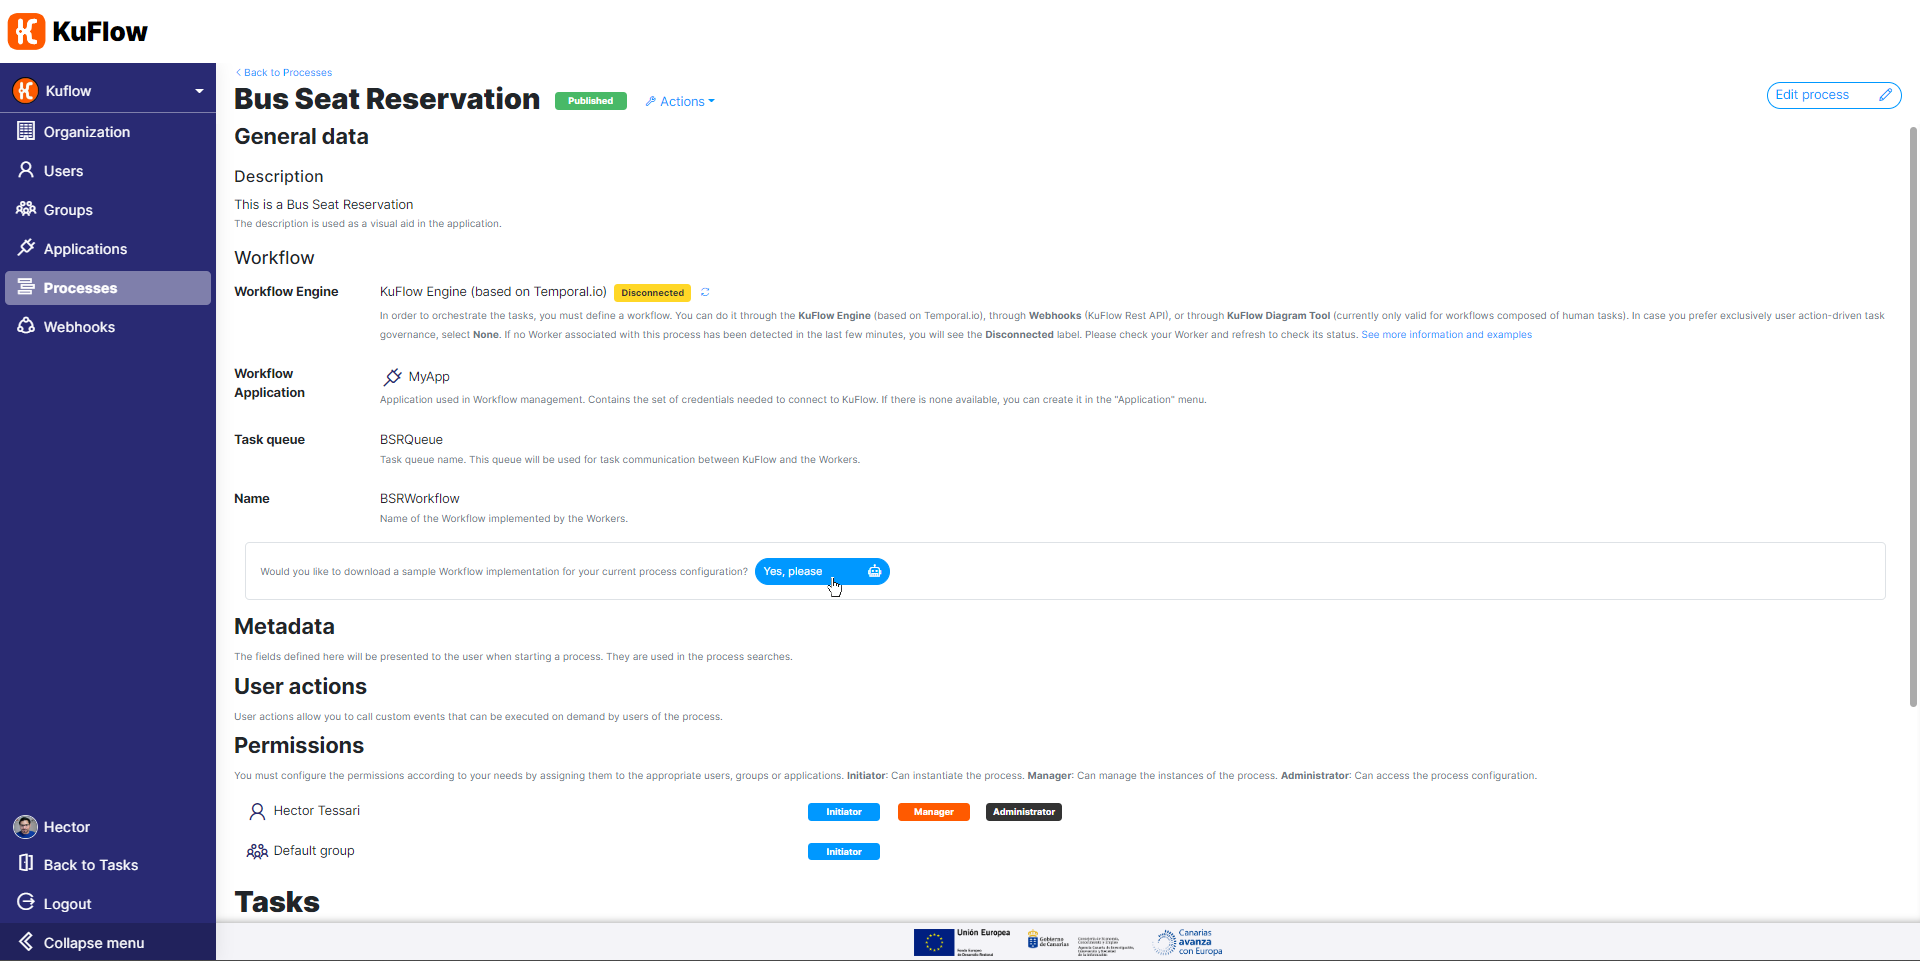 KuFlow
Kuflow
Organization
Users
Groups
Applications
Processes
Webhooks
Hector
Back to Tasks
Logout
Collapse menu
Back to Processes
Bus Seat Reservation
Published
Actions
Edit process
General data
Description
This is a Bus Seat Reservation
The description is used as a visual aid in the application.
Workflow
Workflow Engine
KuFlow Engine (based on Temporal.io)
Disconnected
In order to orchestrate the tasks, you must define a workflow. You can do it through the KuFlow Engine (based on Temporal.io), through Webhooks (KuFlow Rest API), or through KuFlow Diagram Tool (currently only valid for workflows composed of human tasks). In case you prefer exclusively user action-driven task
governance, select None. If no Worker associated with this process has been detected in the last few minutes, you will see the Disconnected label. Please check your Worker and refresh to check its status. See more information and examples
Workflow
Application
MyApp
Application used in Workflow management. Contains the set of credentials needed to connect to KuFlow. If there is none available, you can create it in the "Application" menu.
Task queue
BSRQueue
Task queue name. This queue will be used for task communication between KuFlow and the Workers.
Name
BSRWorkflow
Name of the Workflow implemented by the Workers.
Would you like to download a sample Workflow implementation for your current process configuration?
Yes, please
Metadata
The fields defined here will be presented to the user when starting a process. They are used in the process searches.
User actions
User actions allow you to call custom events that can be executed on demand by users of the process.
Permissions
You must configure the permissions according to your needs by assigning them to the appropriate users, groups or applications. Initiator: Can instantiate the process. Manager: Can manage the instances of the process. Administrator: Can access the process configuration.
Hector Tessari
Initiator
Manager
Administrator
Default group
Initiator
Tasks
Unión Europea
Gobierno
de Canarias
Canarias
avanza
con Europa